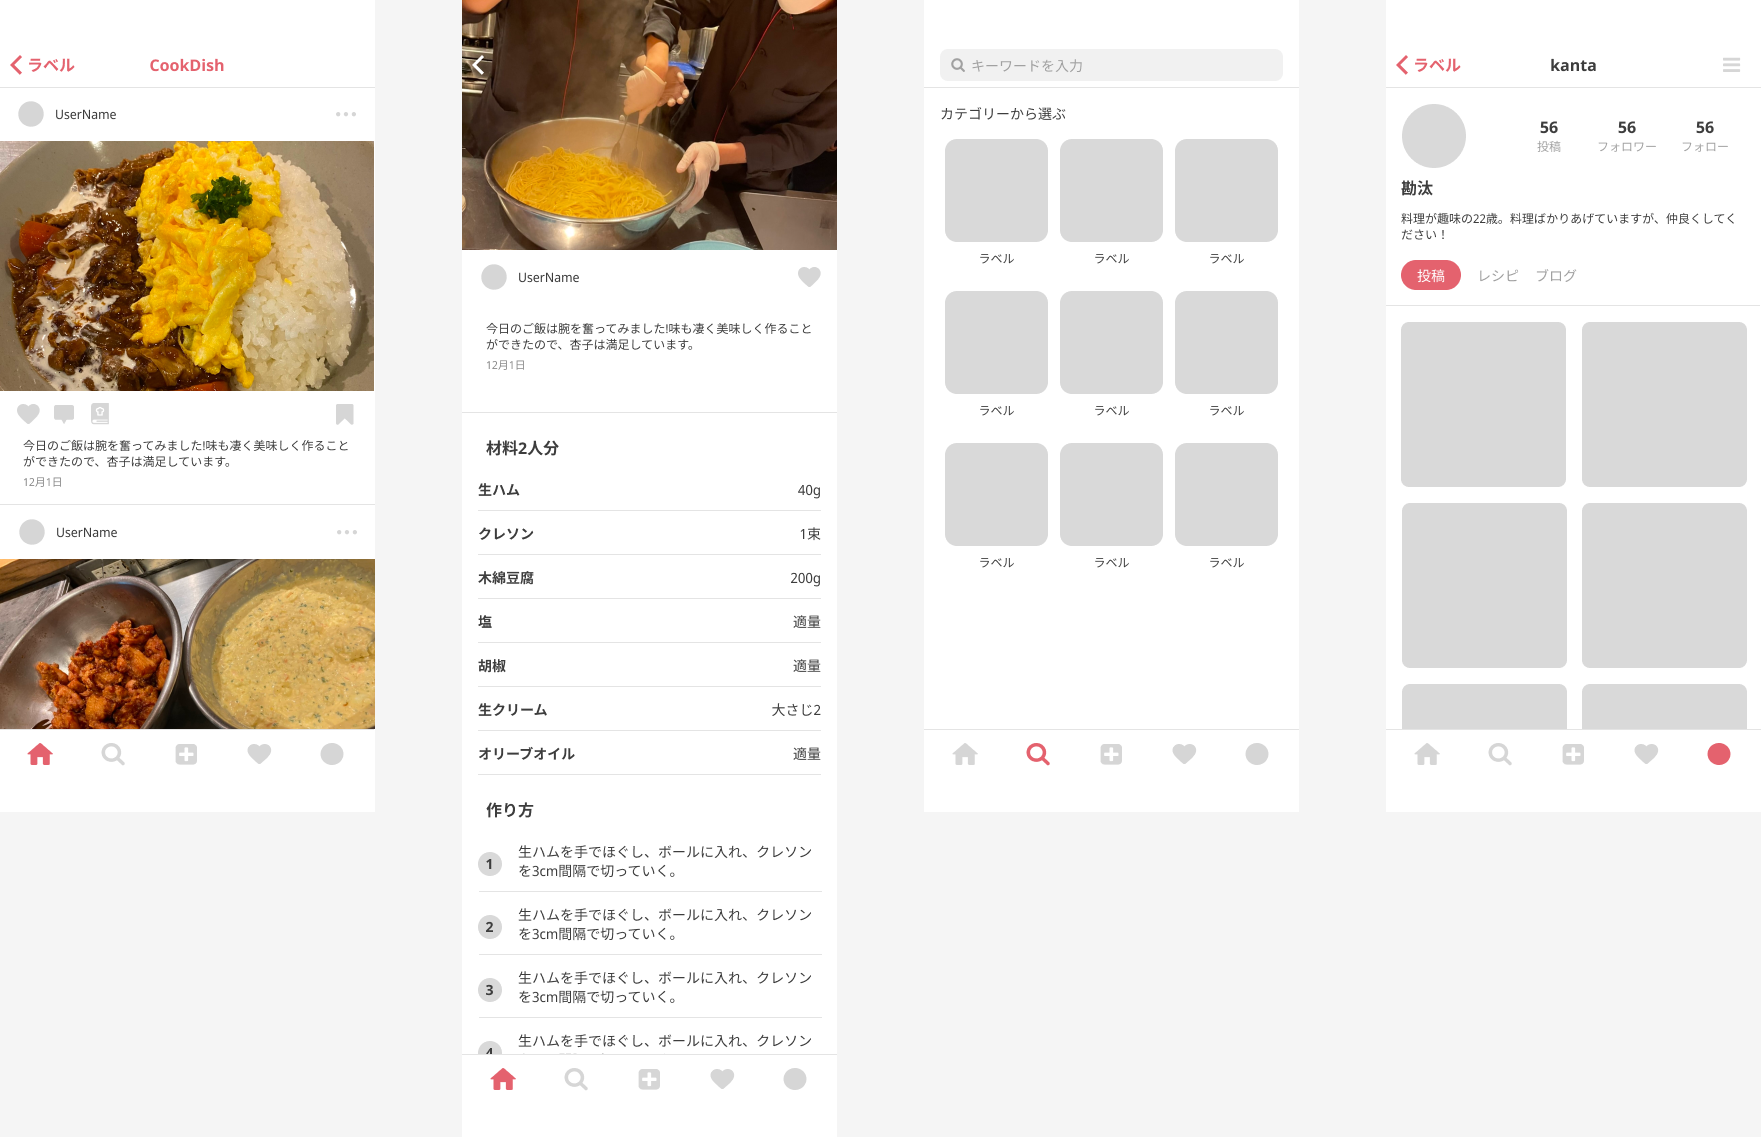 ラベル
CookDish
UserName
今日のご飯は腕を奮ってみました!味も凄く美味しく作ること
ができたので、杏子は満足しています。
12月1日
UserName
UserName
今日のご飯は腕を奮ってみました!味も凄く美味しく作ること
ができたので、杏子は満足しています。
12月1日
材料2人分
生ハム 40g
クレソン 1束
木綿豆腐 200g
塩 適量
胡椒 適量
生クリーム 大さじ2
オリーブオイル 適量
作り方
1 生ハムを手でほぐし、ボールに入れ、クレソン
を3cm間隔で切っていく。
2 生ハムを手でほぐし、ボールに入れ、クレソン
を3cm間隔で切っていく。
3 生ハムを手でほぐし、ボールに入れ、クレソン
を3cm間隔で切っていく。
4 生ハムを手でほぐし、ボールに入れ、クレソン
キーワードを入力
カテゴリーから選ぶ
ラベル ラベル ラベル
ラベル ラベル ラベル
ラベル ラベル ラベル
ラベル
kanta
56 56 56
投稿 フォロワー フォロー
勘汰
料理が趣味の22歳。料理ばかりあげていますが、仲良くしてく
ださい！
投稿 レシピ ブログ